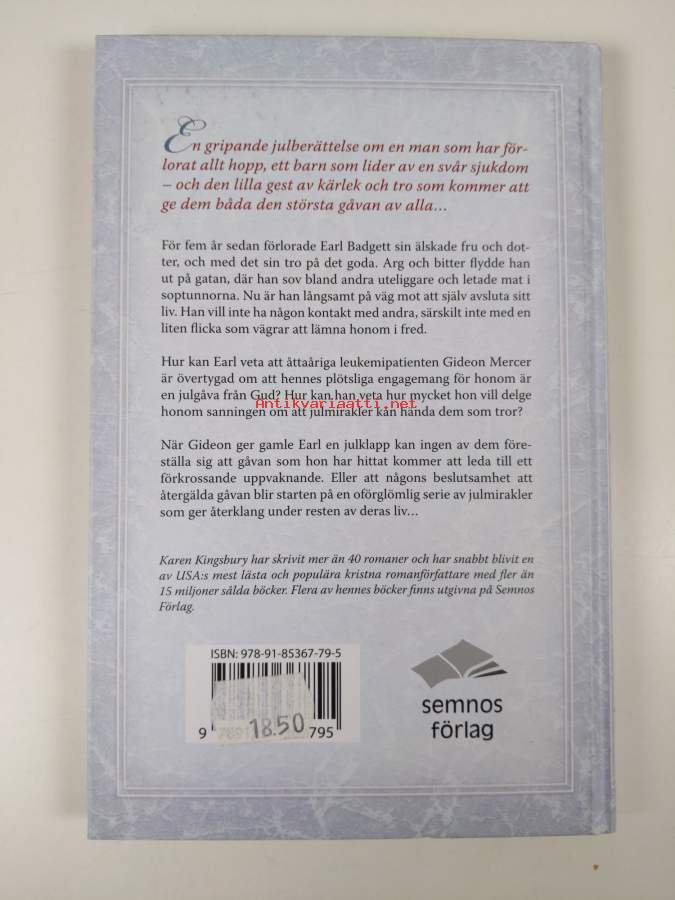 En gripande julberättelse om en man som har för-
lorat allt hopp, ett barn som lider av en svår sjukdom
– och den lilla gest av kärlek och tro som kommer att
ge dem båda den största gåvan av alla…
För fem år sedan förlorade Earl Badgett sin älskade fru och dot-
ter, och med det sin tro på det goda. Arg och bitter flydde han
ut på gatan, där han sov bland andra uteliggare och letade mat i
soptunnorna. Nu är han långsamt på väg mot att själv avsluta sitt
liv. Han vill inte ha någon kontakt med andra, särskilt inte med en
liten flicka som vägrar att lämna honom i fred.
Hur kan Earl veta att åttaåriga leukemipatienten Gideon Mercer
är övertygad om att hennes plötsliga engagemang för honom är
en julgåva från Gud? Hur kan han veta hur mycket hon vill delge
Antikvariaatti.net
honom sanningen om att julmirakler kan hända dem som tror?
När Gideon ger gamle Earl en julklapp kan ingen av dem före-
ställa sig att gåvan som hon har hittat kommer att leda till ett
förkrossande uppvaknande. Eller att någons beslutsamhet att
återgälda gåvan blir starten på en oförglömlig serie av julmirakler
som ger återklang under resten av deras liv…
Karen Kingsbury har skrivit mer än 40 romaner och har snabbt blivit en
av USA:s mest lästa och populära kristna romanförfattare med fler än
15 miljoner sålda böcker. Flera av hennes böcker finns utgivna på Semnos
Förlag.
ISBN: 978-91-85367-79-5
9 795
18.50
semnos
förlag